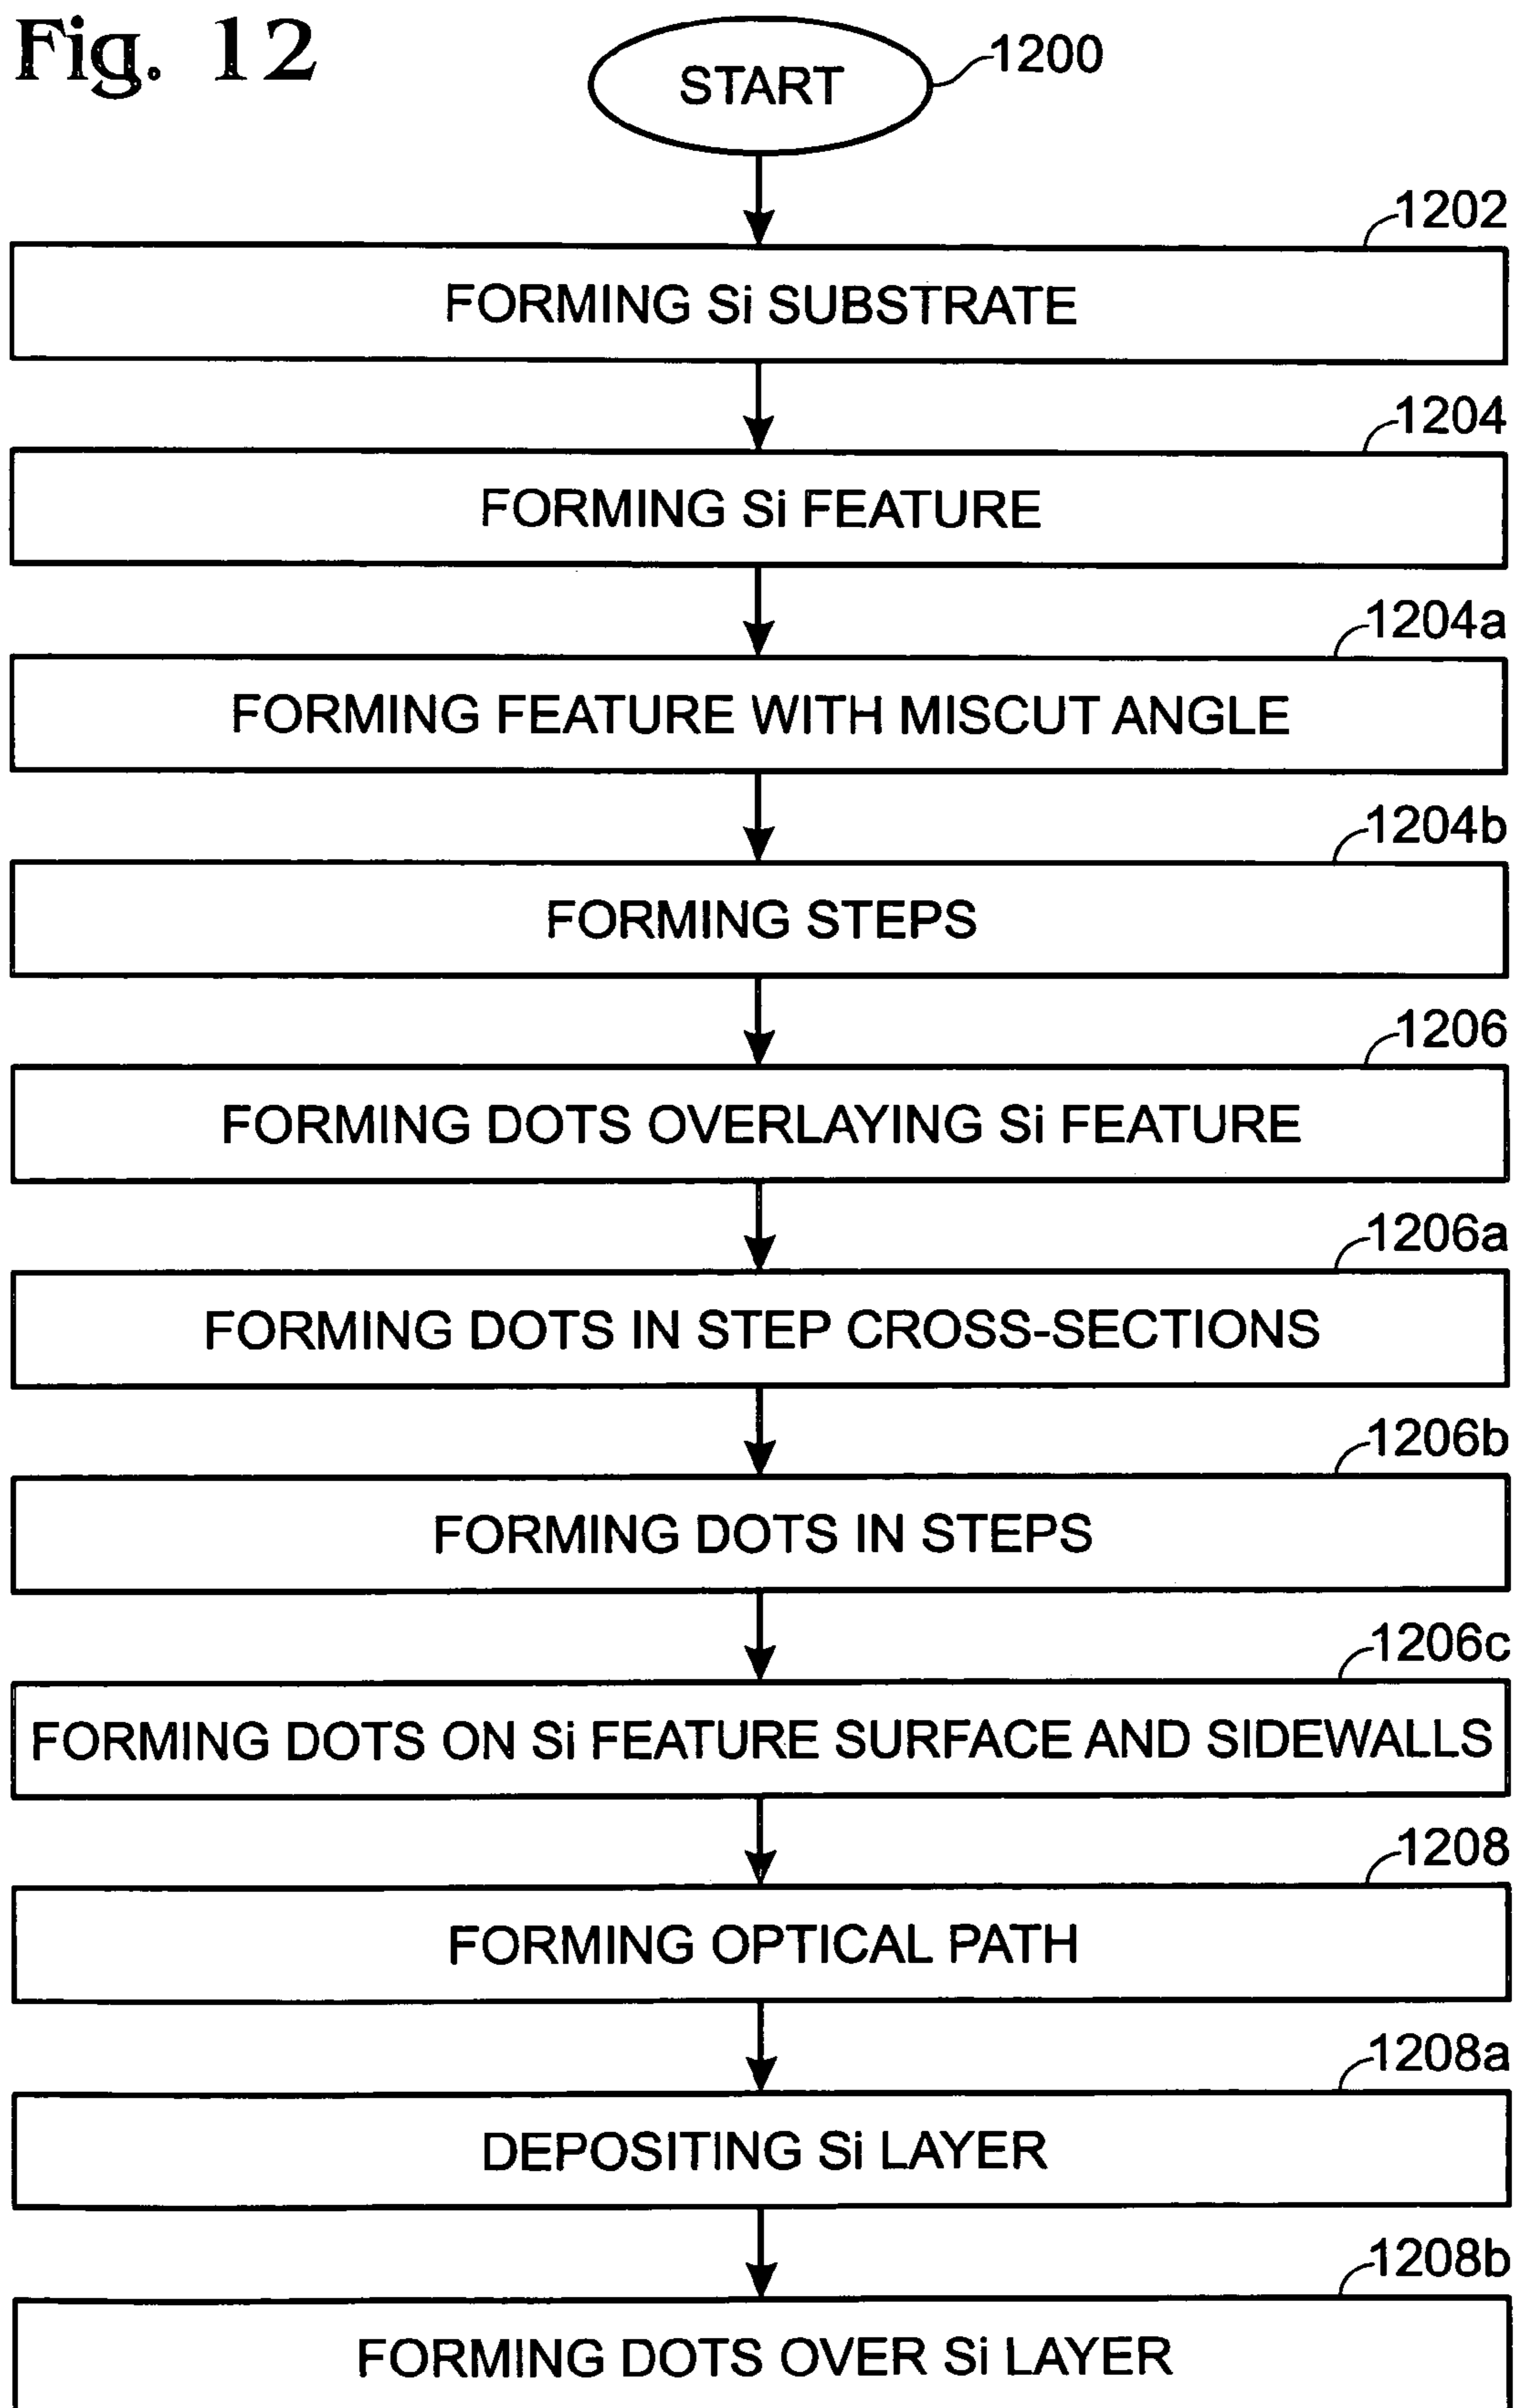 Fig. 12
START
1200
1202
FORMING Si SUBSTRATE
1204
FORMING Si FEATURE
1204a
FORMING FEATURE WITH MISCUT ANGLE
1204b
FORMING STEPS
1206
FORMING DOTS OVERLAYING Si FEATURE
1206a
FORMING DOTS IN STEP CROSS-SECTIONS
1206b
FORMING DOTS IN STEPS
1206c
FORMING DOTS ON Si FEATURE SURFACE AND SIDEWALLS
1208
FORMING OPTICAL PATH
1208a
DEPOSITING Si LAYER
1208b
FORMING DOTS OVER Si LAYER